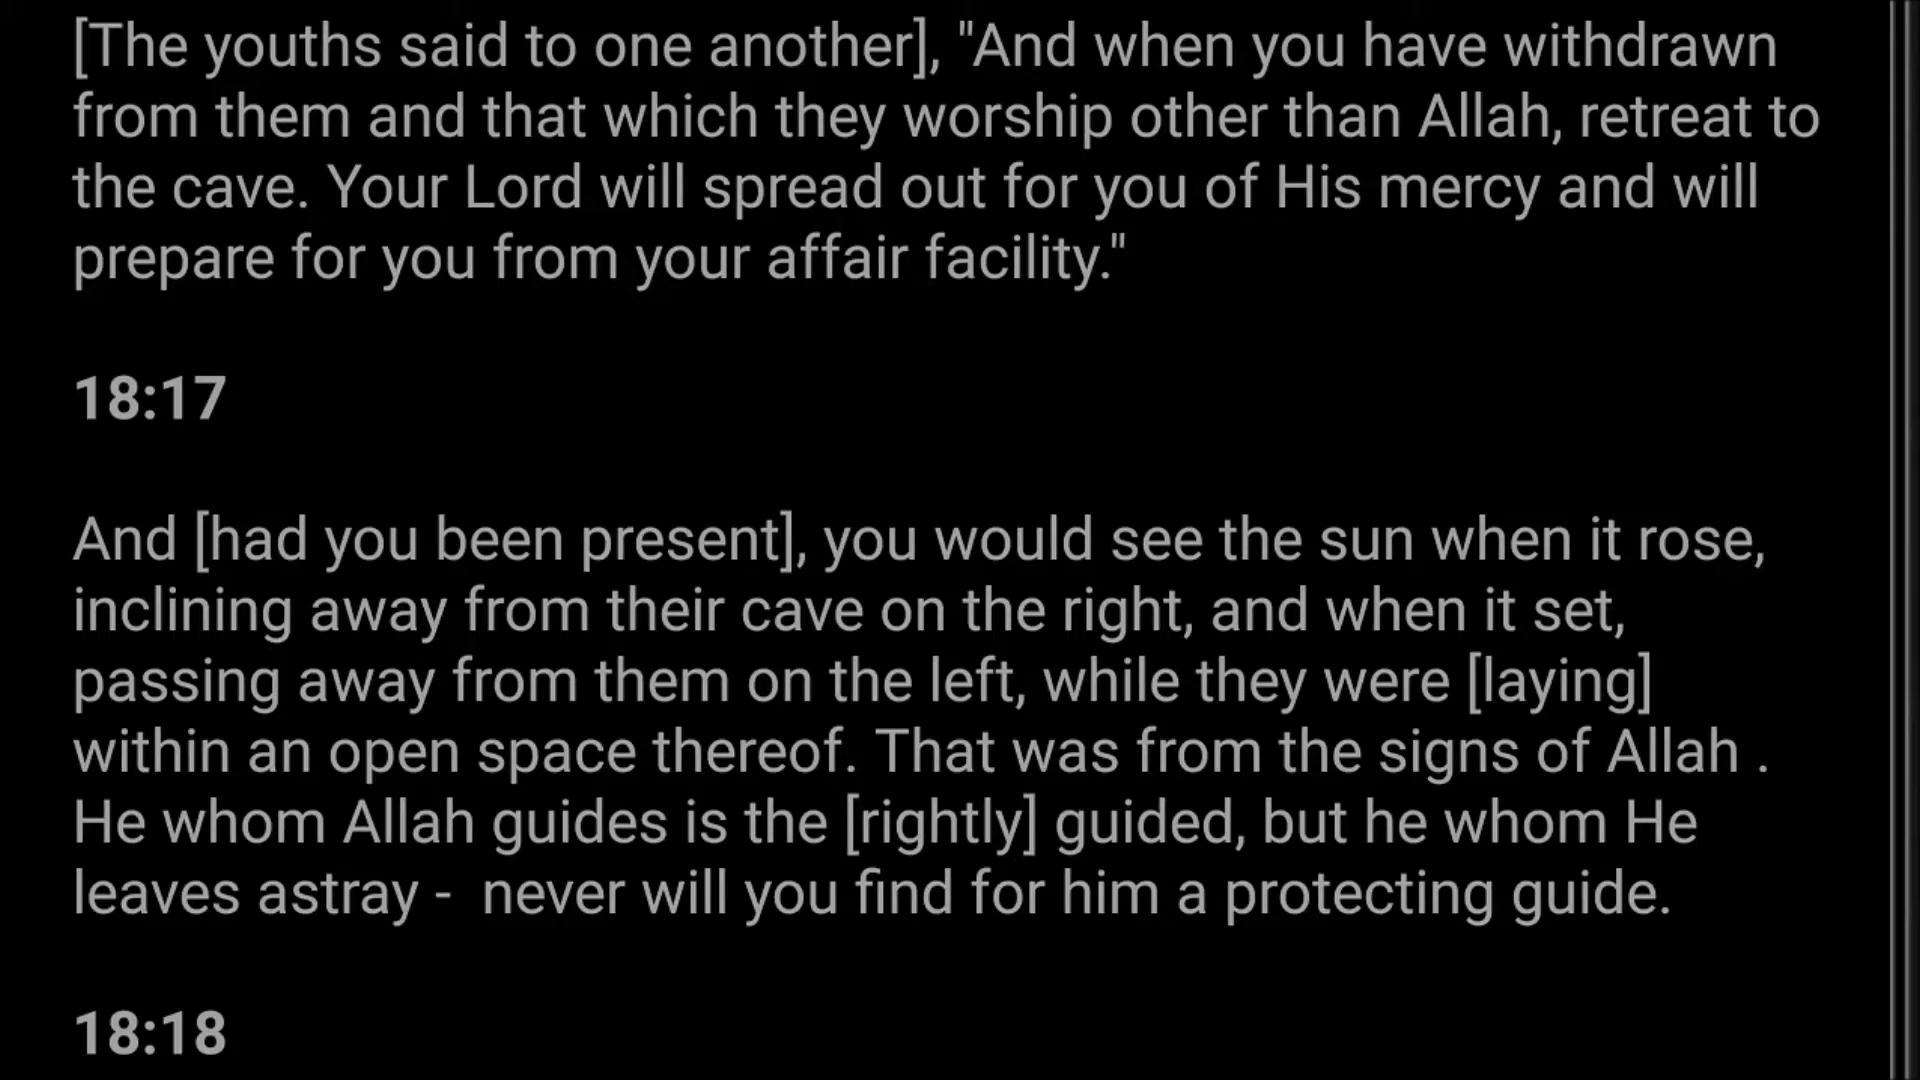 [The youths said to one another], "And when you have withdrawn
from them and that which they worship other than Allah, retreat to
the cave. Your Lord will spread out for you of His mercy and will
prepare for you from your affair facility."
18:17
And [had you been present], you would see the sun when it rose,
inclining away from their cave on the right, and when it set,
passing away from them on the left, while they were [laying]
within an open space thereof. That was from the signs of Allah .
He whom Allah guides is the [rightly] guided, but he whom He
leaves astray -  never will you find for him a protecting guide.
18:18